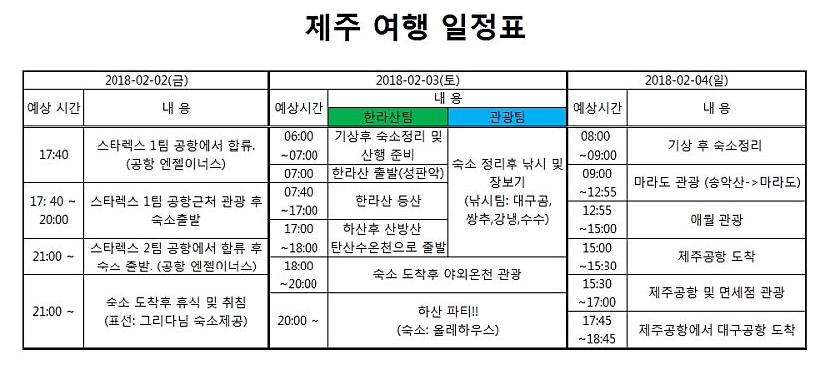 제주 여행 일정표
2018-02-02(금)
예상 시간
내 용
17:40
스타렉스 1팀 공항에서 합류.
(공항 엔젤이너스)
17: 40 ~
20:00
스타렉스 1팀 공항근처 관광 후
숙소출발
21:00 ~
스타렉스 2팀 공항에서 합류 후
숙스 출발. (공항 엔젤이너스)
21:00 ~
숙소 도착후 휴식 및 취침
(표선: 그리다님 숙소제공)
2018-02-03(토)
예상시간
내 용
한라산팀
관광팀
06:00
~07:00
기상후 숙소정리 및
산행 준비
07:00
한라산 출발(성판악)
07:40
~17:00
한라산 등산
17:00
~18:00
하산후 산방산
탄산수온천으로 출발
숙소 정리후 낚시 및
장보기
(낚시팀: 대구곰,
쌍추,강냉,수수)
18:00
~20:00
숙소 도착후 야외온천 관광
20:00 ~
하산 파티!!
(숙소: 올레하우스)
2018-02-04(일)
예상시간
내 용
08:00
~09:00
기상 후 숙소정리
09:00
~12:55
마라도 관광 (송악산->마라도)
12:55
~15:00
애월 관광
15:00
~15:30
제주공항 도착
15:30
~17:00
제주공항 및 면세점 관광
17:45
~18:45
제주공항에서 대구공항 도착